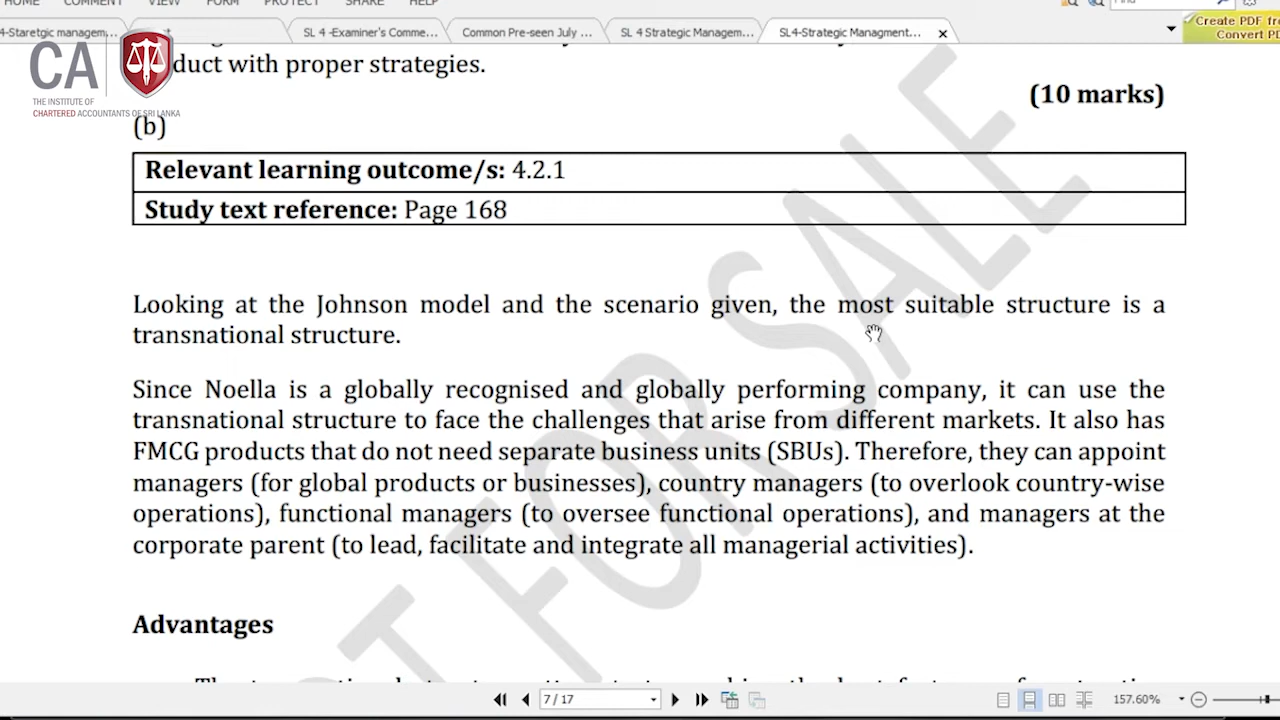 HOME COMMENT VIEW FORM PROTECT SHARE HELP
Find
4-Staretgic managem...
SL 4 -Examiner's Comme...
Common Pre-seen July ...
SL 4 Strategic Managem...
SL4-Strategic Managment...
Create PDF
Convert
CA
THE INSTITUTE OF
CHARTERED ACCOUNTANTS OF SRI LANKA
duct with proper strategies.
(10 marks)
(b)
Relevant learning outcome/s: 4.2.1
Study text reference: Page 168
Looking at the Johnson model and the scenario given, the most suitable structure is a
transnational structure.
Since Noella is a globally recognised and globally performing company, it can use the
transnational structure to face the challenges that arise from different markets. It also has
FMCG products that do not need separate business units (SBUs). Therefore, they can appoint
managers (for global products or businesses), country managers (to overlook country-wise
operations), functional managers (to oversee functional operations), and managers at the
corporate parent (to lead, facilitate and integrate all managerial activities).
Advantages
FOR SALE
7 / 17
157.60%